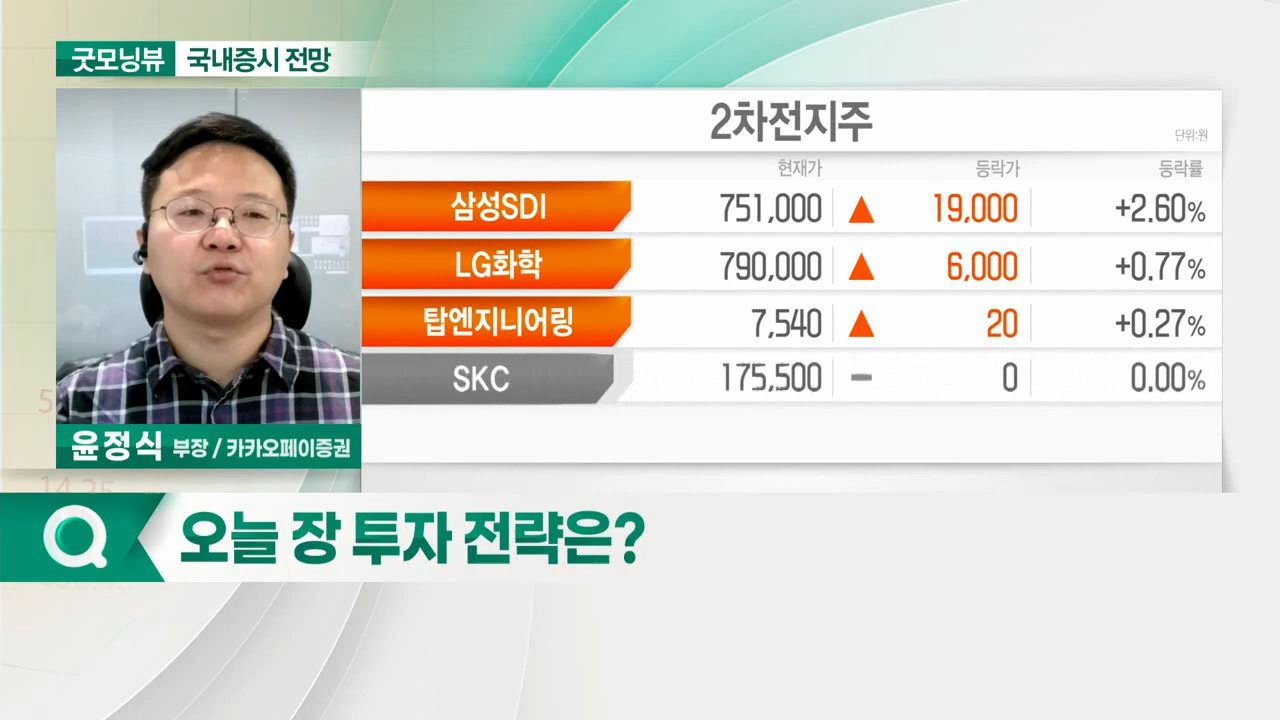 굿모닝뷰 국내증시 전망
2차전지주
단위:원
현재가 등락가 등락률
삼성SDI 751,000 ▲ 19,000 +2.60%
LG화학 790,000 ▲ 6,000 +0.77%
탑엔지니어링 7,540 ▲ 20 +0.27%
SKC 175,500 - 0 0.00%
윤정식 부장 / 카카오페이증권
오늘 장 투자 전략은?